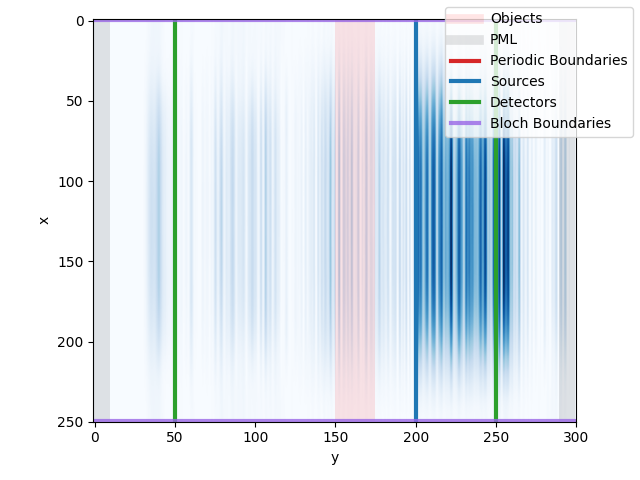 Objects
PML
Periodic Boundaries
Sources
Detectors
Bloch Boundaries
0
50
100
150
200
250
x
0
50
100
150
200
250
300
y